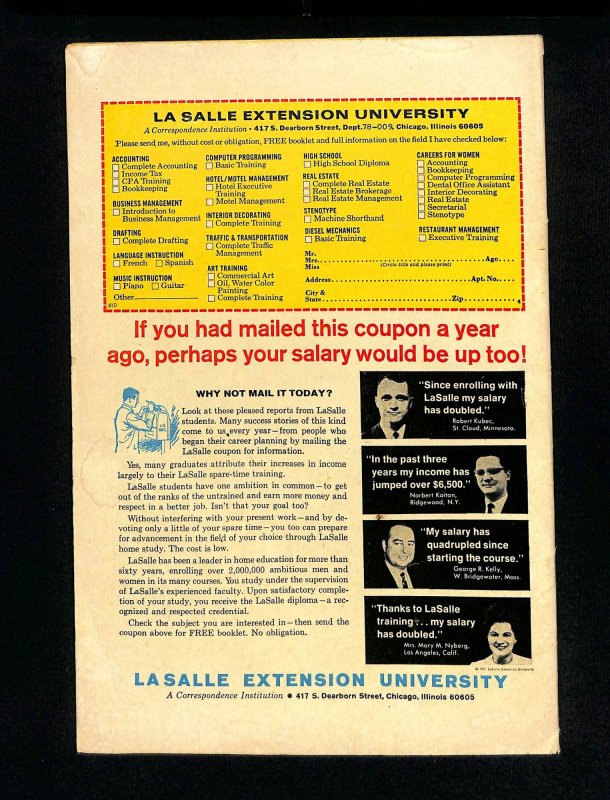 LA SALLE EXTENSION UNIVERSITY
A Correspondence Institution • 417 S. Dearborn Street, Dept. 78-009, Chicago, Illinois 60605
Please send me, without cost or obligation, FREE booklet and full information on the field I have checked below:
ACCOUNTING
Complete Accounting
Income Tax
CPA Training
Bookkeeping
BUSINESS MANAGEMENT
Introduction to
Business Management
DRAFTING
Complete Drafting
LANGUAGE INSTRUCTION
French Spanish
MUSIC INSTRUCTION
Piano Guitar
Other
COMPUTER PROGRAMMING
Basic Training
HOTEL/MOTEL MANAGEMENT
Hotel Executive
Training
Motel Management
INTERIOR DECORATING
Complete Training
TRAFFIC & TRANSPORTATION
Complete Traffic
Management
ART TRAINING
Commercial Art
Oil, Water Color
Painting
Complete Training
HIGH SCHOOL
High School Diploma
REAL ESTATE
Complete Real Estate
Real Estate Brokerage
Real Estate Management
STENOTYPE
Machine Shorthand
DIESEL MECHANICS
Basic Training
CAREERS FOR WOMEN
Accounting
Bookkeeping
Computer Programming
Dental Office Assistant
Interior Decorating
Real Estate
Secretarial
Stenotype
RESTAURANT MANAGEMENT
Executive Training
Mr.
Mrs. Age
Miss (Circle title and please print)
Address Apt. No.
City &
State Zip
If you had mailed this coupon a year
ago, perhaps your salary would be up too!
WHY NOT MAIL IT TODAY?
Look at these pleased reports from LaSalle
students. Many success stories of this kind
come to us every year—from people who
began their career planning by mailing the
LaSalle coupon for information.
Yes, many graduates attribute their increases in income
largely to their LaSalle spare-time training.
LaSalle students have one ambition in common—to get
out of the ranks of the untrained and earn more money and
respect in a better job. Isn't that your goal too?
Without interfering with your present work—and by de-
voting only a little of your spare time—you too can prepare
for advancement in the field of your choice through LaSalle
home study. The cost is low.
LaSalle has been a leader in home education for more than
sixty years, enrolling over 2,000,000 ambitious men and
women in its many courses. You study under the supervision
of LaSalle's experienced faculty. Upon satisfactory comple-
tion of your study, you receive the LaSalle diploma—a rec-
ognized and respected credential.
Check the subject you are interested in—then send the
coupon above for FREE booklet. No obligation.
"Since enrolling with
LaSalle my salary
has doubled."
Robert Kubec,
St. Cloud, Minnesota.
"In the past three
years my income has
jumped over $6,500."
Norbert Kaitan,
Ridgewood, N.Y.
"My salary has
quadrupled since
starting the course."
George R. Kelly,
W. Bridgewater, Mass.
"Thanks to LaSalle
training... my salary
has doubled."
Mrs. Mary M. Nyberg,
Los Angeles, Calif.
LASALLE EXTENSION UNIVERSITY
A Correspondence Institution • 417 S. Dearborn Street, Chicago, Illinois 60605